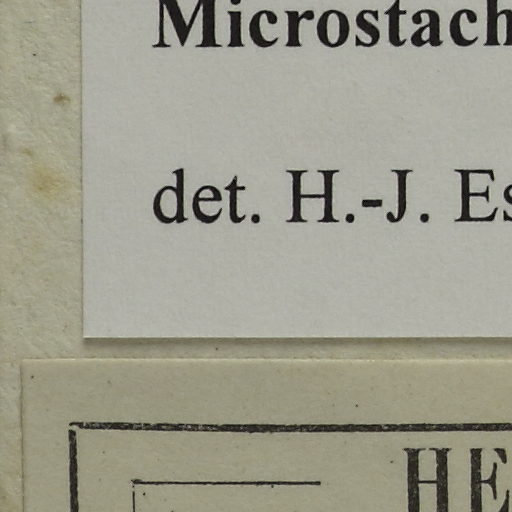 Microstach
det. H.-J. Es
HE